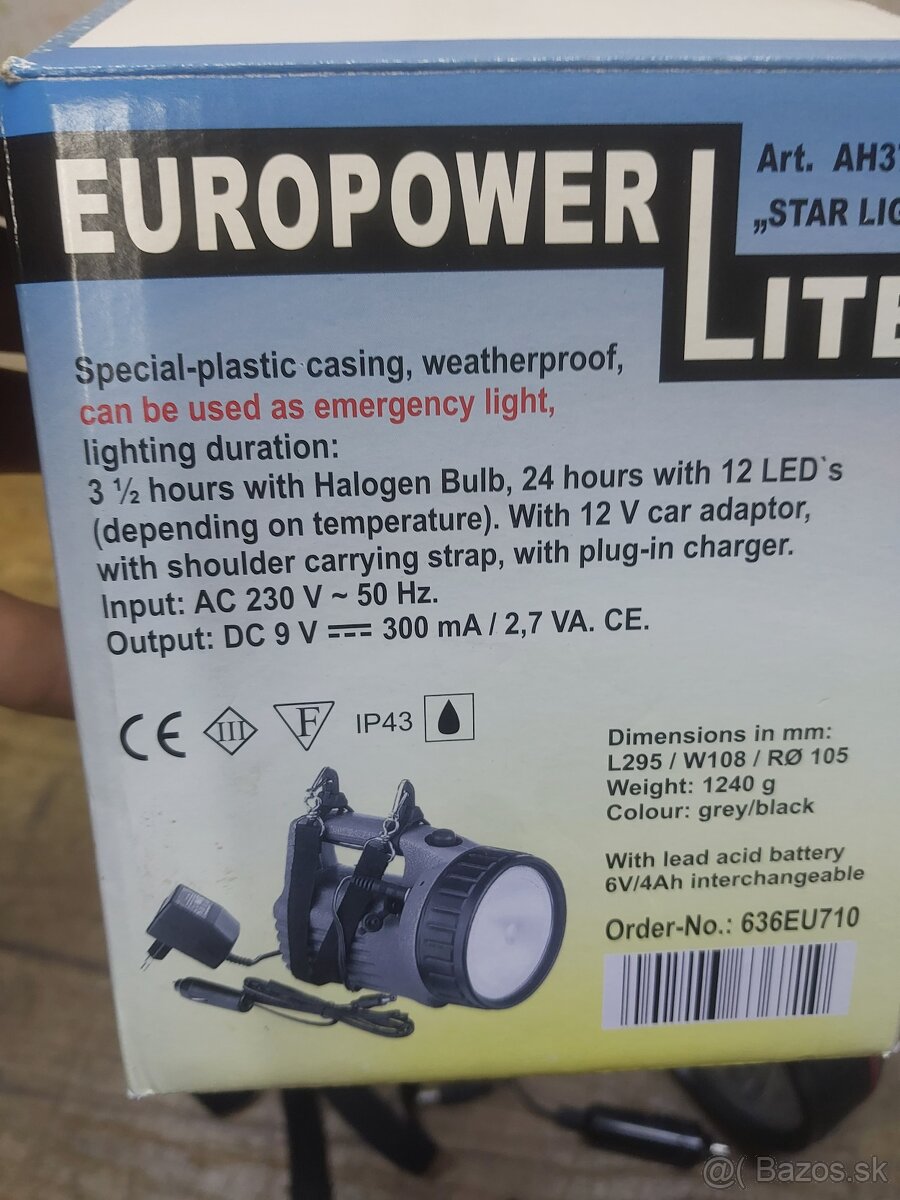 EUROPOWER
LITE
Art. AH3
„STAR LIG
Special-plastic casing, weatherproof,
can be used as emergency light,
lighting duration:
3 ½ hours with Halogen Bulb, 24 hours with 12 LED`s
(depending on temperature). With 12 V car adaptor,
with shoulder carrying strap, with plug-in charger.
Input: AC 230 V ~ 50 Hz.
Output: DC 9 V ⎓ 300 mA / 2,7 VA. CE.
CE III F IP43
Dimensions in mm:
L295 / W108 / RØ 105
Weight: 1240 g
Colour: grey/black
With lead acid battery
6V/4Ah interchangeable
Order-No.: 636EU710
@( Bazos.sk